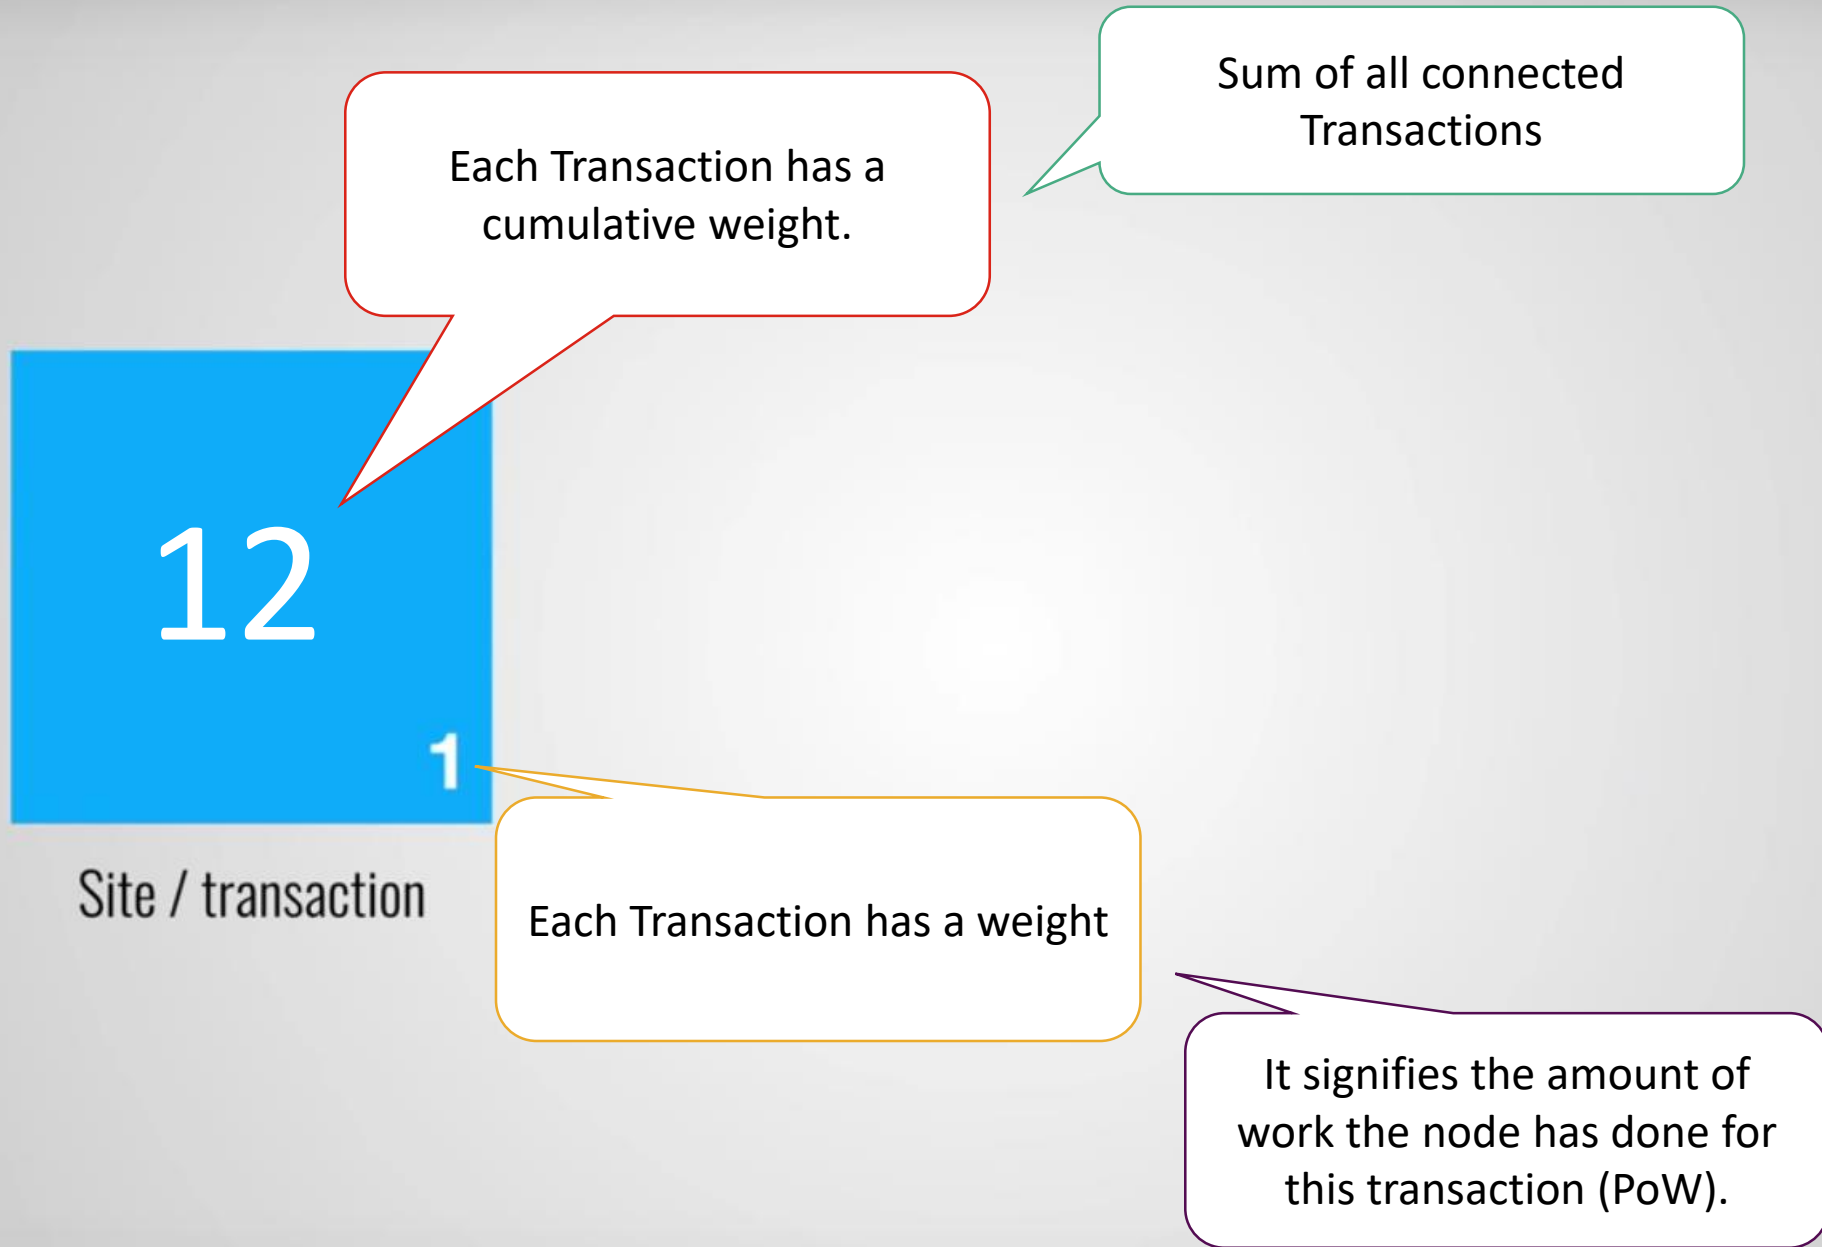 Sum of all connected
Transactions
Each Transaction has a
cumulative weight.
12
1
Site / transaction
Each Transaction has a weight
It signifies the amount of
work the node has done for
this transaction (PoW).